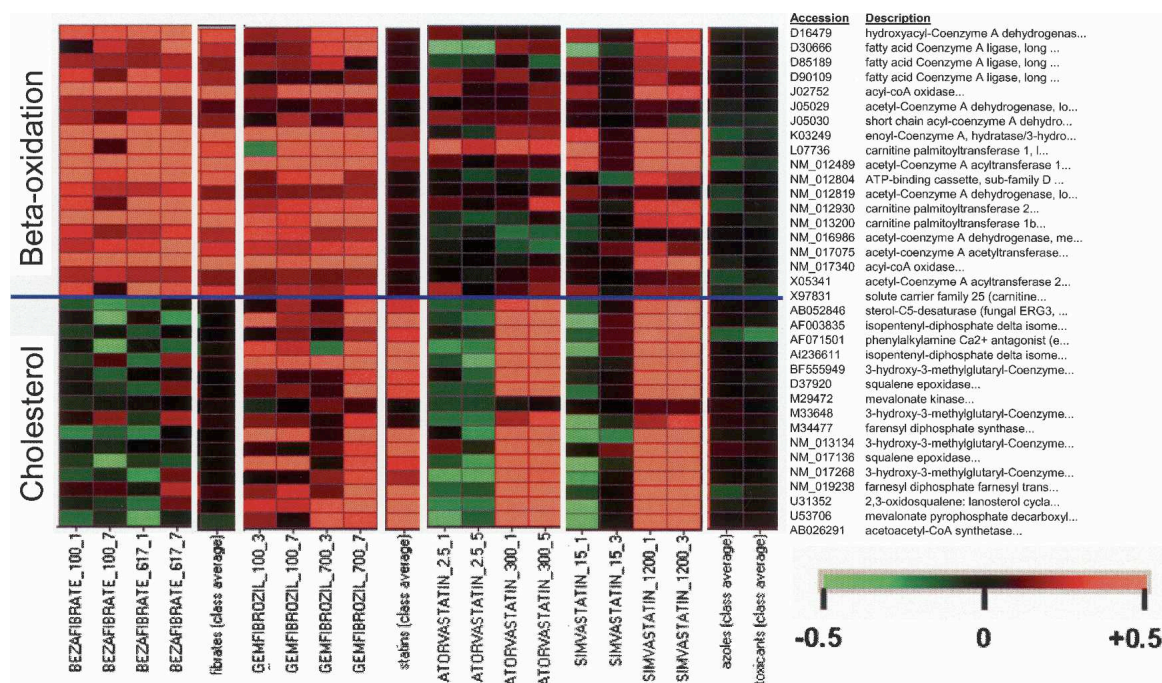 Beta-oxidation
Cholesterol
Accession Description
D16479 hydroxyacyl-Coenzyme A dehydrogenas...
D30666 fatty acid Coenzyme A ligase, long ...
D85189 fatty acid Coenzyme A ligase, long ...
D90109 fatty acid Coenzyme A ligase, long ...
J02752 acyl-coA oxidase...
J05029 acetyl-Coenzyme A dehydrogenase, lo...
J05030 short chain acyl-coenzyme A dehydro...
K03249 enoyl-Coenzyme A, hydratase/3-hydro...
L07736 carnitine palmitoyltransferase 1, l...
NM_012489 acetyl-Coenzyme A acyltransferase 1...
NM_012804 ATP-binding cassette, sub-family D ...
NM_012819 acetyl-Coenzyme A dehydrogenase, lo...
NM_012930 carnitine palmitoyltransferase 2...
NM_013200 carnitine palmitoyltransferase 1b...
NM_016986 acetyl-coenzyme A dehydrogenase, me...
NM_017075 acetyl-coenzyme A acetyltransferase...
NM_017340 acyl-coA oxidase...
X05341 acetyl-Coenzyme A acyltransferase 2...
X97831 solute carrier family 25 (carnitine...
AB052846 sterol-C5-desaturase (fungal ERG3, ...
AF003835 isopentenyl-diphosphate delta isome...
AF071501 phenylalkylamine Ca2+ antagonist (e...
AI236611 isopentenyl-diphosphate delta isome...
BF555949 3-hydroxy-3-methylglutaryl-Coenzyme...
D37920 squalene epoxidase...
M29472 mevalonate kinase...
M33648 3-hydroxy-3-methylglutaryl-Coenzyme...
M34477 farensyl diphosphate synthase...
NM_013134 3-hydroxy-3-methylglutaryl-Coenzyme...
NM_017136 squalene epoxidase...
NM_017268 3-hydroxy-3-methylglutaryl-Coenzyme...
NM_019238 farnesyl diphosphate farnesyl trans...
U31352 2,3-oxidosqualene: lanosterol cycla...
U53706 mevalonate pyrophosphate decarboxyl...
AB026291 acetoacetyl-CoA synthetase...
BEZAFIBRATE_100_1
BEZAFIBRATE_100_7
BEZAFIBRATE_617_1
BEZAFIBRATE_617_7
fibrates (class average)
GEMFIBROZIL_100_3
GEMFIBROZIL_100_7
GEMFIBROZIL_700_3
GEMFIBROZIL_700_7
statins (class average)
ATORVASTATIN_2.5_1
ATORVASTATIN_2.5_5
ATORVASTATIN_300_1
ATORVASTATIN_300_5
SIMVASTATIN_15_1
SIMVASTATIN_15_3
SIMVASTATIN_1200_1
SIMVASTATIN_1200_3
azoles (class average)
toxicants (class average)
-0.5 0 +0.5